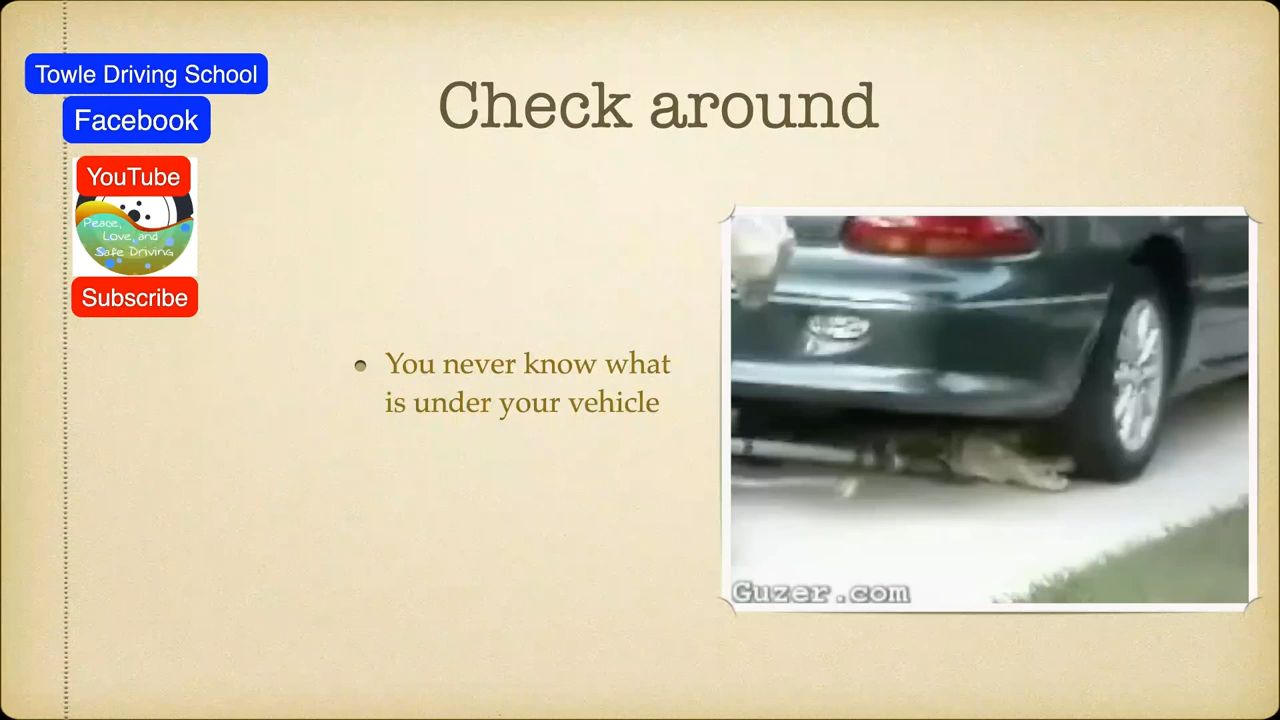 Towle Driving School
Facebook
YouTube
Peace,
Love, and
Safe Driving
Subscribe
Check around
You never know what
is under your vehicle
Guzer.com